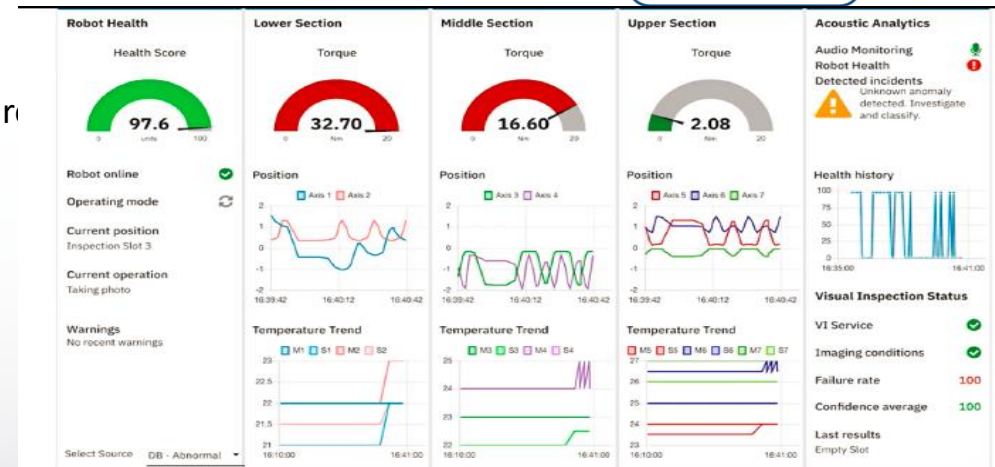 Robot Health
Health Score
97.6
0 units 100
Robot online
Operating mode
Current position
Inspection Slot 3
Current operation
Taking photo
Warnings
No recent warnings
Select Source DB - Abnormal
Lower Section
Torque
32.70
0 Nm 20
Position
Axis 1 Axis 2
2
1
0
-1
-2
16:39:42 16:40:12 16:40:42
Temperature Trend
M1 S1 M2 S2
23
22.5
22
21.5
21
16:10:00 16:41:00
Middle Section
Torque
16.60
0 Nm 20
Position
Axis 3 Axis 4
2
1
0
-1
-2
16:39:42 16:40:12 16:40:42
Temperature Trend
M3 S3 M4 S4
25
24
23
22
16:10:00 16:41:00
Upper Section
Torque
2.08
0 Nm 20
Position
Axis 5 Axis 6 Axis 7
2
1
0
-1
-2
16:39:42 16:40:12 16:40:42
Temperature Trend
M5 S5 M6 S6 M7 S7
27
26
25
24
23
16:10:00 16:41:00
Acoustic Analytics
Audio Monitoring
Robot Health
Detected incidents
Unknown anomaly
detected. Investigate
and classify.
Health history
100
75
50
25
0
16:35:00 16:41:00
Visual Inspection Status
VI Service
Imaging conditions
Failure rate 100
Confidence average 100
Last results
Empty Slot